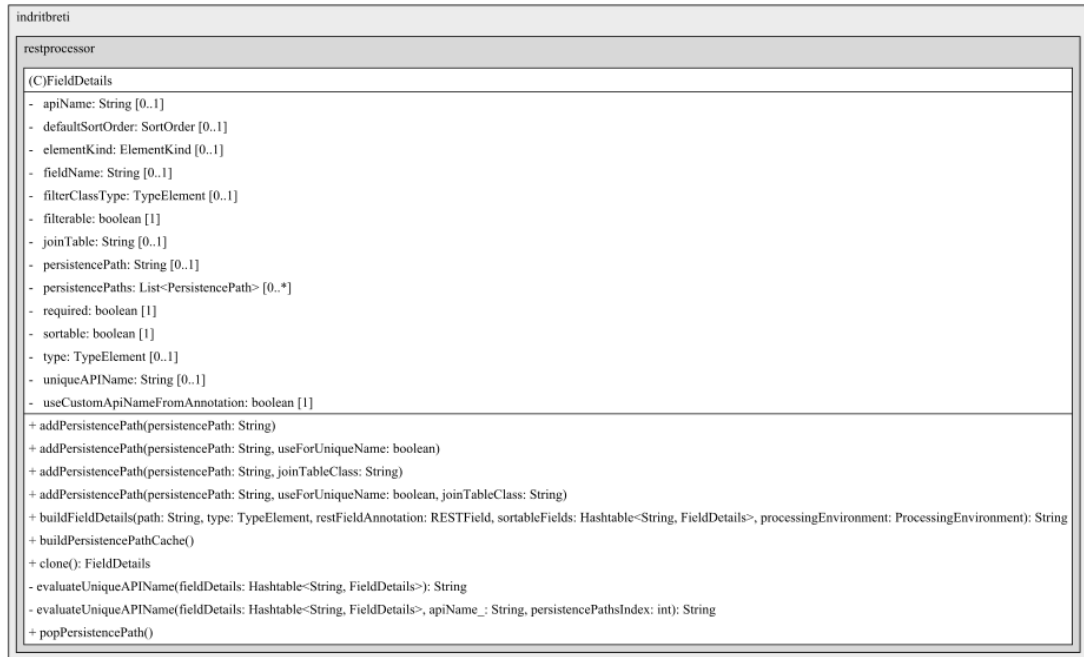 indritbreti
restprocessor
(C)FieldDetails
- apiName: String [0..1]
- defaultSortOrder: SortOrder [0..1]
- elementKind: ElementKind [0..1]
- fieldName: String [0..1]
- filterClassType: TypeElement [0..1]
- filterable: boolean [1]
- joinTable: String [0..1]
- persistencePath: String [0..1]
- persistencePaths: List<PersistencePath> [0..*]
- required: boolean [1]
- sortable: boolean [1]
- type: TypeElement [0..1]
- uniqueAPIName: String [0..1]
- useCustomApiNameFromAnnotation: boolean [1]
+ addPersistencePath(persistencePath: String)
+ addPersistencePath(persistencePath: String, useForUniqueName: boolean)
+ addPersistencePath(persistencePath: String, joinTableClass: String)
+ addPersistencePath(persistencePath: String, useForUniqueName: boolean, joinTableClass: String)
+ buildFieldDetails(path: String, type: TypeElement, restFieldAnnotation: RESTField, sortableFields: Hashtable<String, FieldDetails>, processingEnvironment: ProcessingEnvironment): String
+ buildPersistencePathCache()
+ clone(): FieldDetails
- evaluateUniqueAPIName(fieldDetails: Hashtable<String, FieldDetails>): String
- evaluateUniqueAPIName(fieldDetails: Hashtable<String, FieldDetails>, apiName_: String, persistencePathsIndex: int): String
+ popPersistencePath()